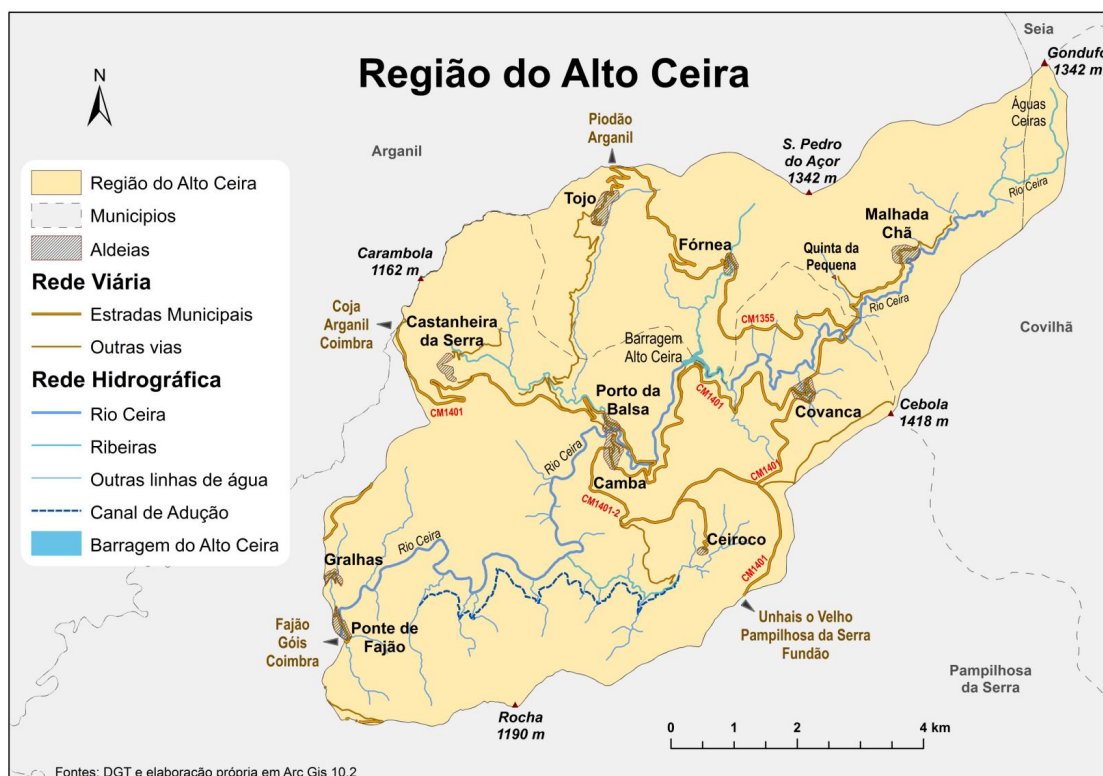 Região do Alto Ceira
N
Seia
Gondufo
1342 m
Águas
Ceiras
Rio Ceira
Piodão
Arganil
Arganil
S. Pedro
do Açor
1342 m
Tojo
Malhada
Chã
Fórnea
Quinta da
Pequena
Carambola
1162 m
Rio Ceira
Coja
Arganil
Coimbra
Castanheira
da Serra
CM1355
Covilhã
Barragem
Alto Ceira
CM1401
Porto da
Balsa
CM1401
Covanca
Cebola
1418 m
Rio Ceira
Camba
CM1401
CM1401-2
Ceiroco
CM1401
Rio Ceira
Gralhas
Ponte de
Fajão
Fajão
Góis
Coimbra
Unhais o Velho
Pampilhosa da Serra
Fundão
Pampilhosa
da Serra
Rocha
1190 m
Região do Alto Ceira
Municipios
Aldeias
Rede Viária
Estradas Municipais
Outras vias
Rede Hidrográfica
Rio Ceira
Ribeiras
Outras linhas de água
Canal de Adução
Barragem do Alto Ceira
0 1 2 4 km
Fontes: DGT e elaboração própria em Arc Gis 10.2